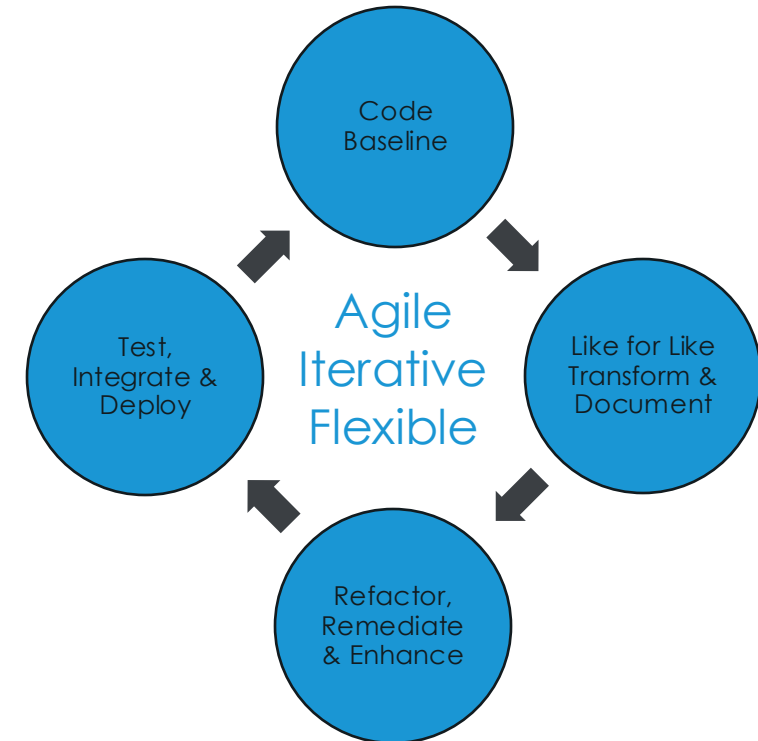 Code
Baseline
Agile
Iterative
Flexible
Like for Like
Transform &
Document
Refactor,
Remediate
& Enhance
Test,
Integrate &
Deploy